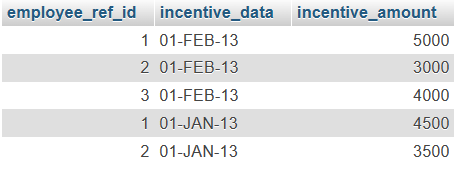 employee_ref_id incentive_data incentive_amount
1 01-FEB-13 5000
2 01-FEB-13 3000
3 01-FEB-13 4000
1 01-JAN-13 4500
2 01-JAN-13 3500